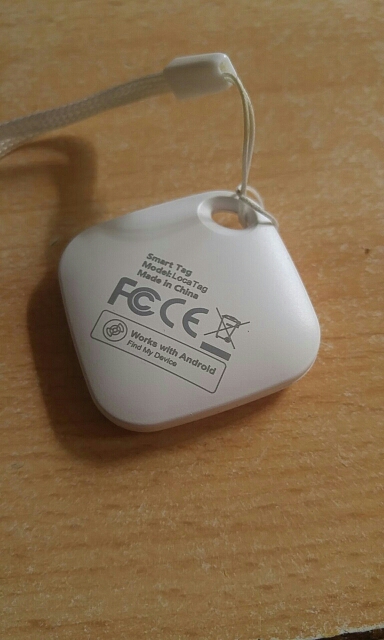 Smart Tag
Model:LocaTag
Made in China
FC CE
Works with Android
Find My Device